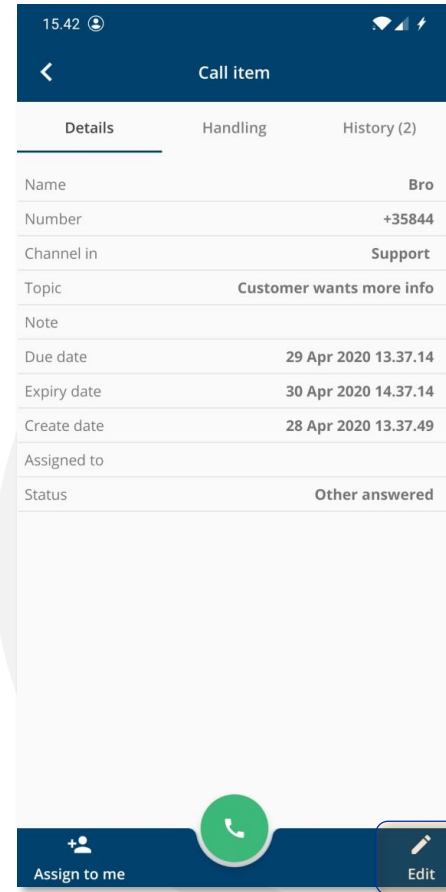 15.42
Call item
Details Handling History (2)
Name Bro
Number +35844
Channel in Support
Topic Customer wants more info
Note
Due date 29 Apr 2020 13.37.14
Expiry date 30 Apr 2020 14.37.14
Create date 28 Apr 2020 13.37.49
Assigned to
Status Other answered
Assign to me Edit